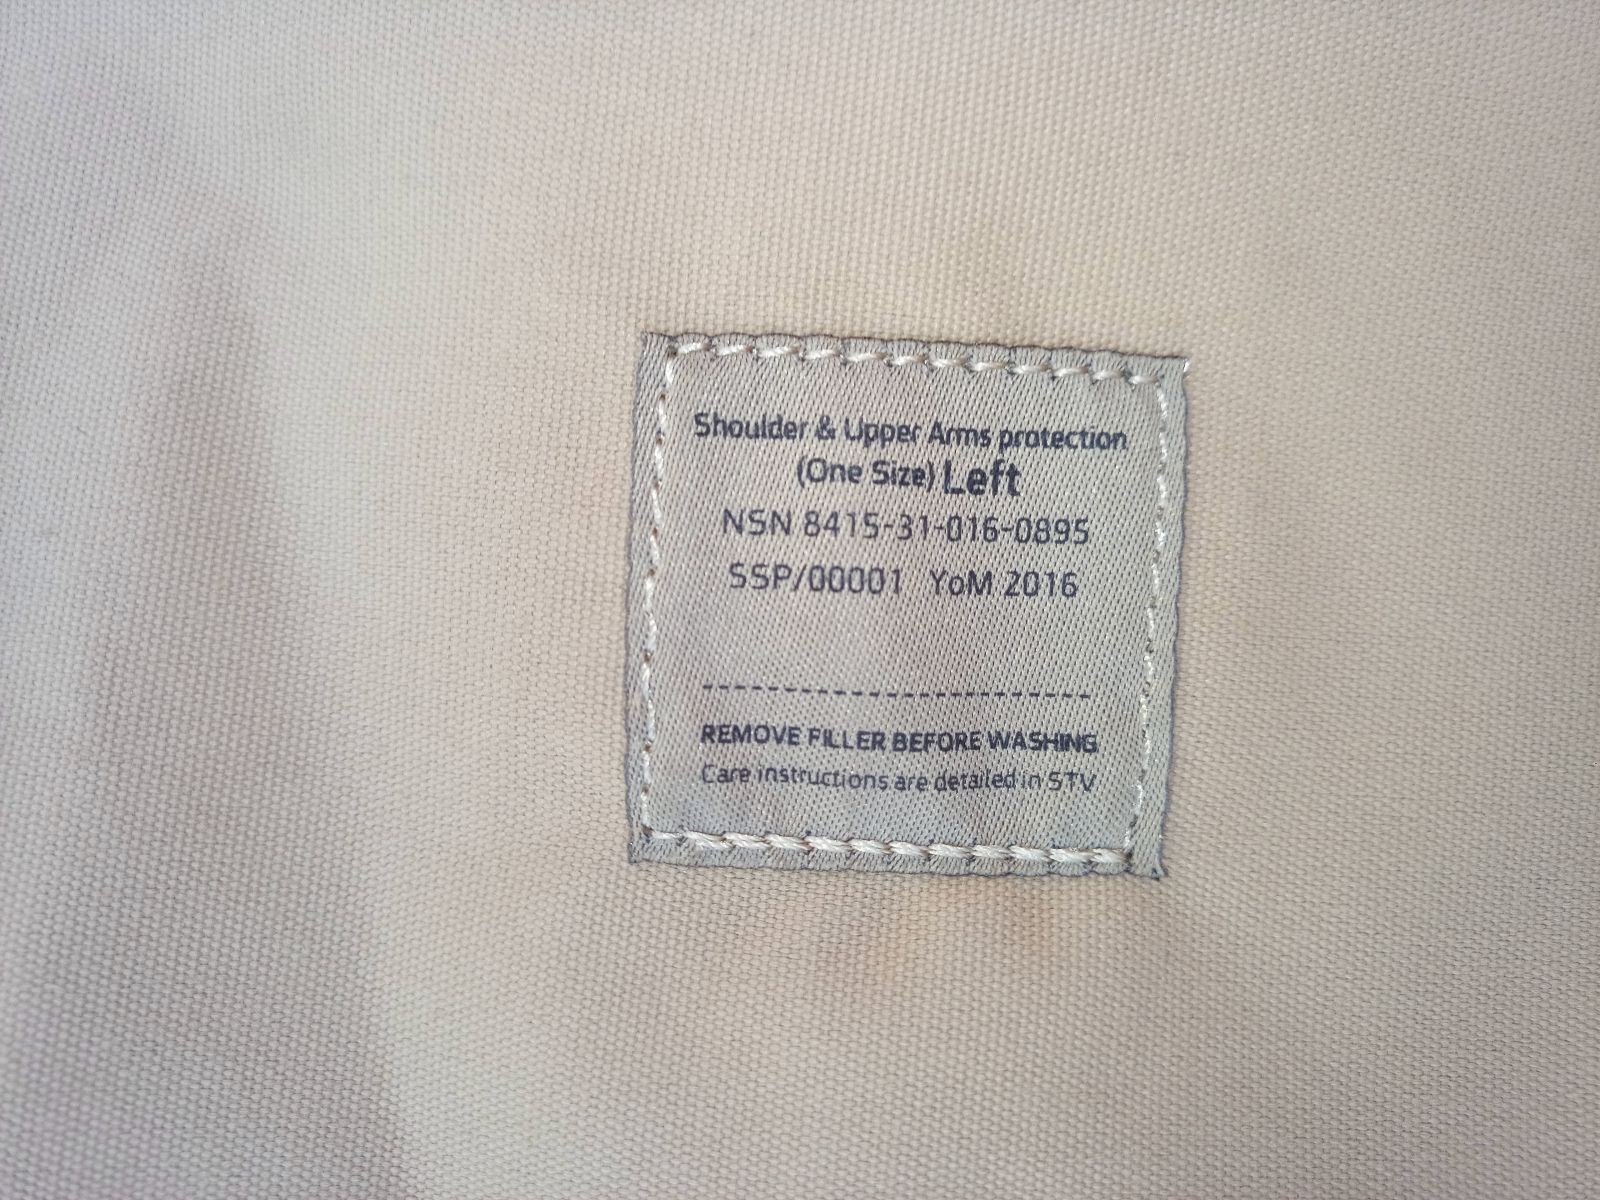 Shoulder & Upper Arms protection
(One Size) Left
NSN 8415-31-016-0895
SSP/00001 YoM 2016
REMOVE FILLER BEFORE WASHING
Care instructions are detailed in STV